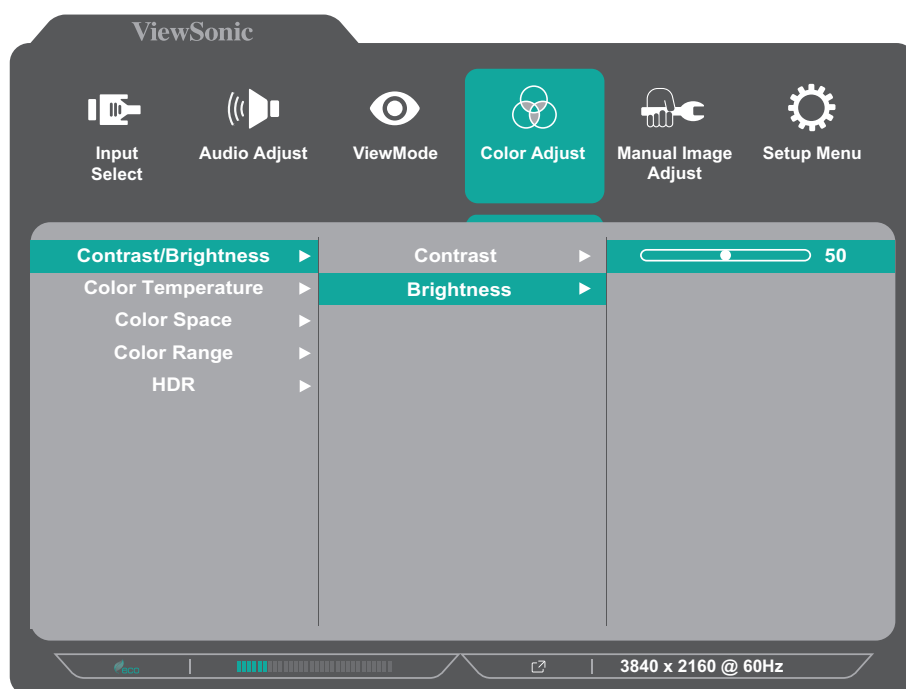 ViewSonic
Input Select
Audio Adjust
ViewMode
Color Adjust
Manual Image Adjust
Setup Menu
Contrast/Brightness
Contrast
50
Color Temperature
Brightness
Color Space
Color Range
HDR
eco
3840 x 2160 @ 60Hz